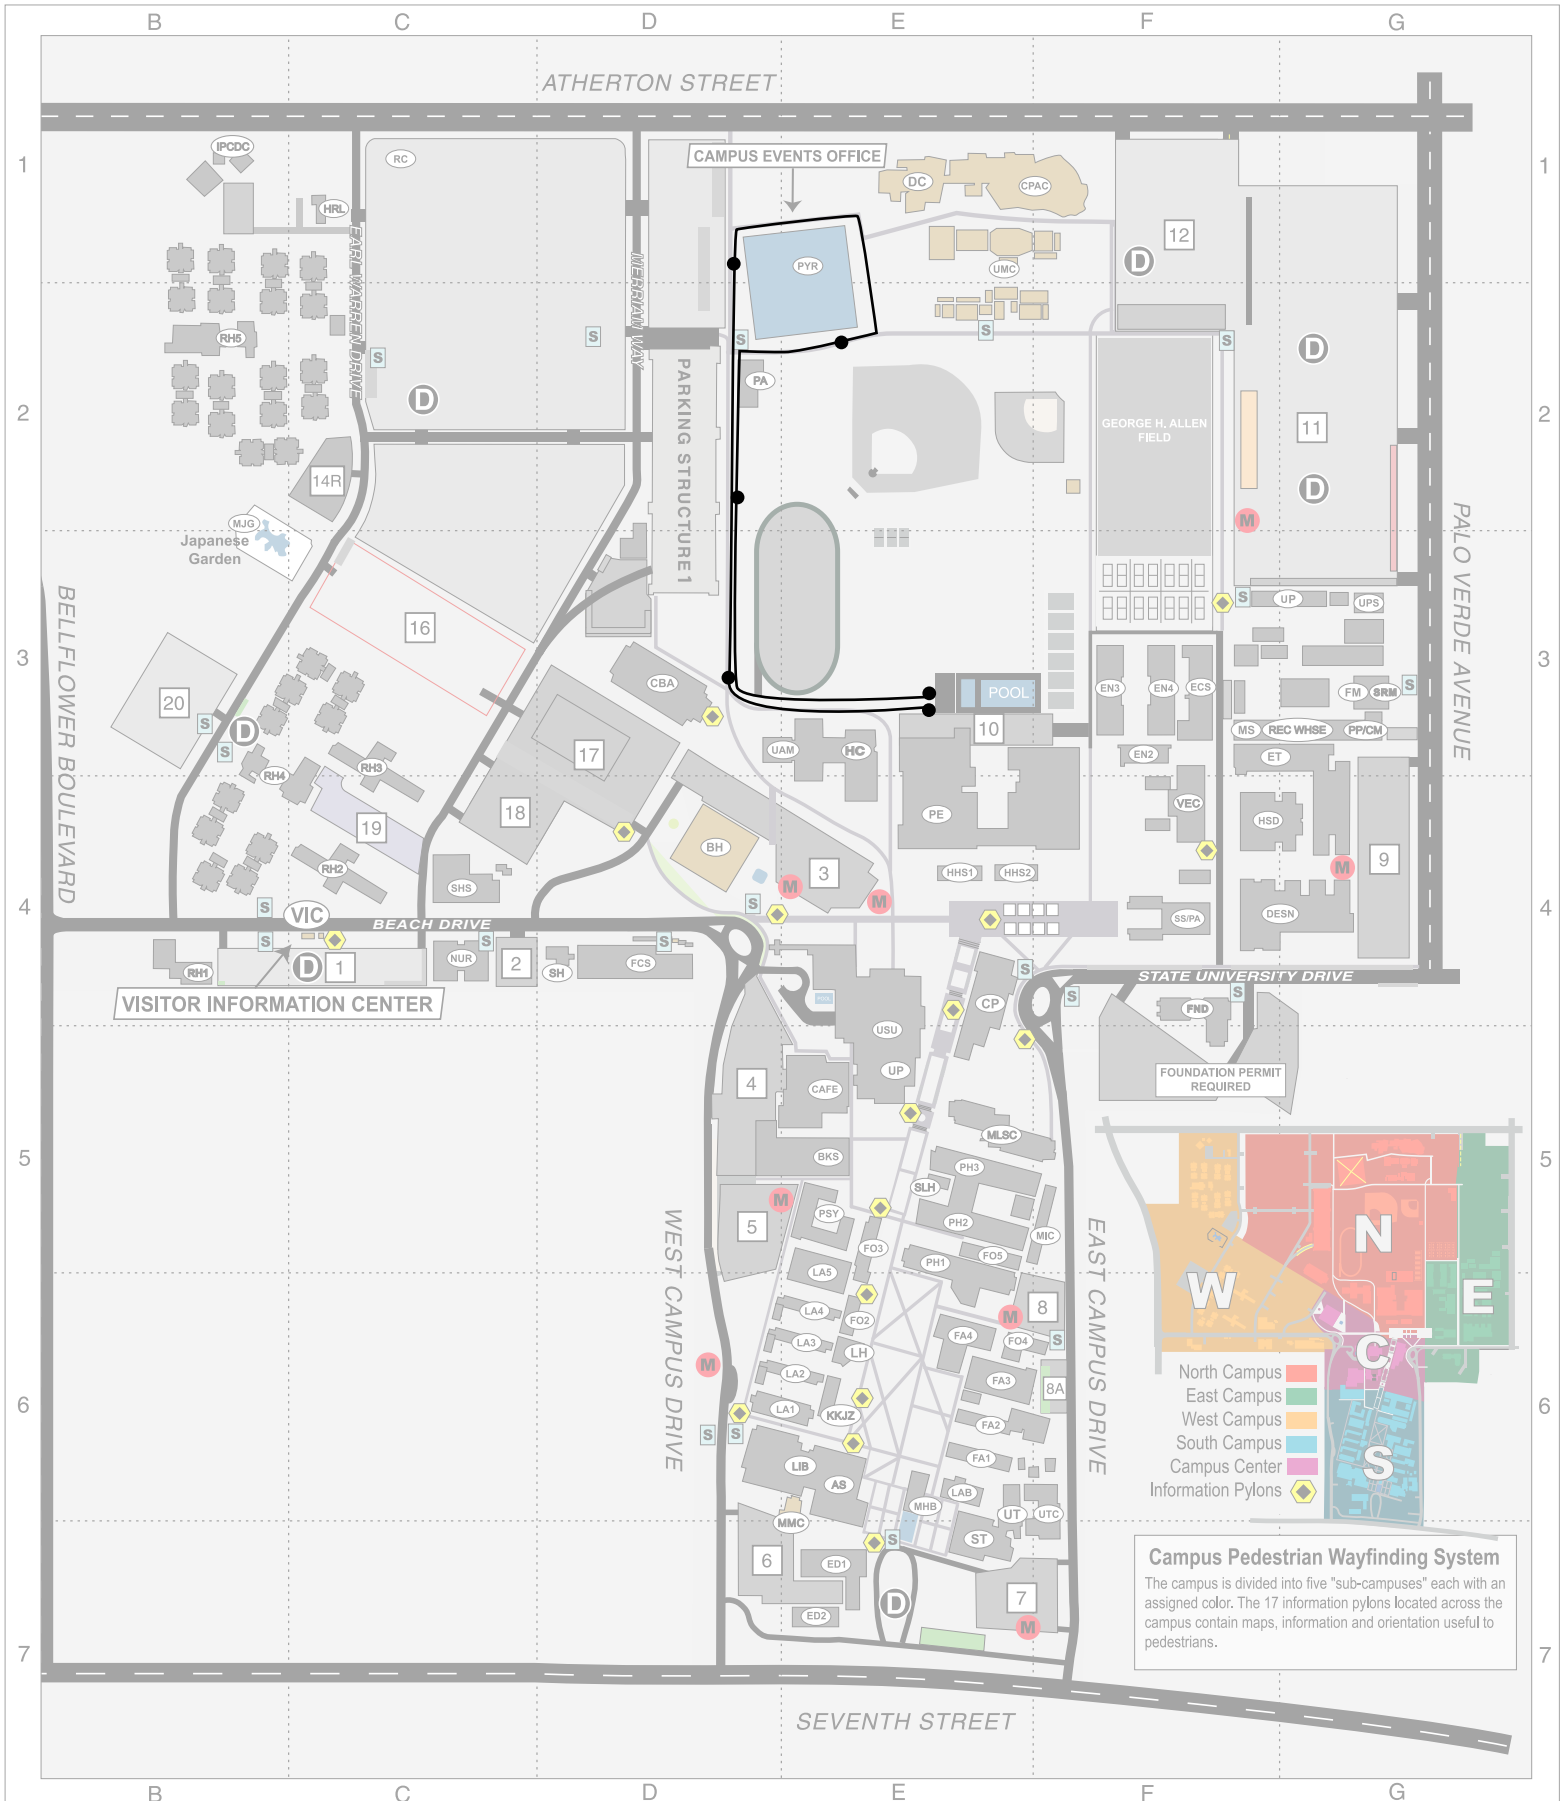 B C D E F G
ATHERTON STREET
1
IPCDC
RC
CAMPUS EVENTS OFFICE
DC
CPAC
1
HRL
12
D
PYR
UMC
EARL WARREN DRIVE
MERRIAM WAY
RH5
S
S
S
S
S
D
PA
PARKING STRUCTURE 1
D
2
GEORGE H. ALLEN
FIELD
11
2
14R
D
MJG
Japanese
Garden
M
PALO VERDE AVENUE
BELLFLOWER BOULEVARD
S
UP
UPS
16
3
3
20
S
D
S
CBA
POOL
EN3
EN4
ECS
FM
SRM
S
10
MS
REC WHSE
PP/CM
UAM
HC
EN2
ET
17
RH4
RH3
18
19
PE
VEC
HSD
BH
3
9
RH2
SHS
HHS1
HHS2
M
M
M
4
S
VIC
BEACH DRIVE
S
SS/PA
DESN
4
S
S
S
NUR
2
SH
FCS
RH1
D
1
S
STATE UNIVERSITY DRIVE
VISITOR INFORMATION CENTER
CP
S
S
FND
USU
UP
4
CAFE
FOUNDATION PERMIT
REQUIRED
MLSC
5
BKS
PH3
5
SLH
M
5
PSY
PH2
MIC
FO3
WEST CAMPUS DRIVE
EAST CAMPUS DRIVE
PH1
FO5
LA5
N
W
E
C
S
8
M
LA4
FO2
FA4
FO4
S
LA3
LH
M
LA2
FA3
8A
North Campus
East Campus
West Campus
South Campus
Campus Center
Information Pylons
6
LA1
KKJZ
FA2
6
S
S
LIB
AS
FA1
LAB
MHB
UT
UTC
MMC
ST
S
6
ED1
7
D
ED2
M
Campus Pedestrian Wayfinding System
The campus is divided into five "sub-campuses" each with an
assigned color. The 17 information pylons located across the
campus contain maps, information and orientation useful to
pedestrians.
7
7
SEVENTH STREET
B C D E F G